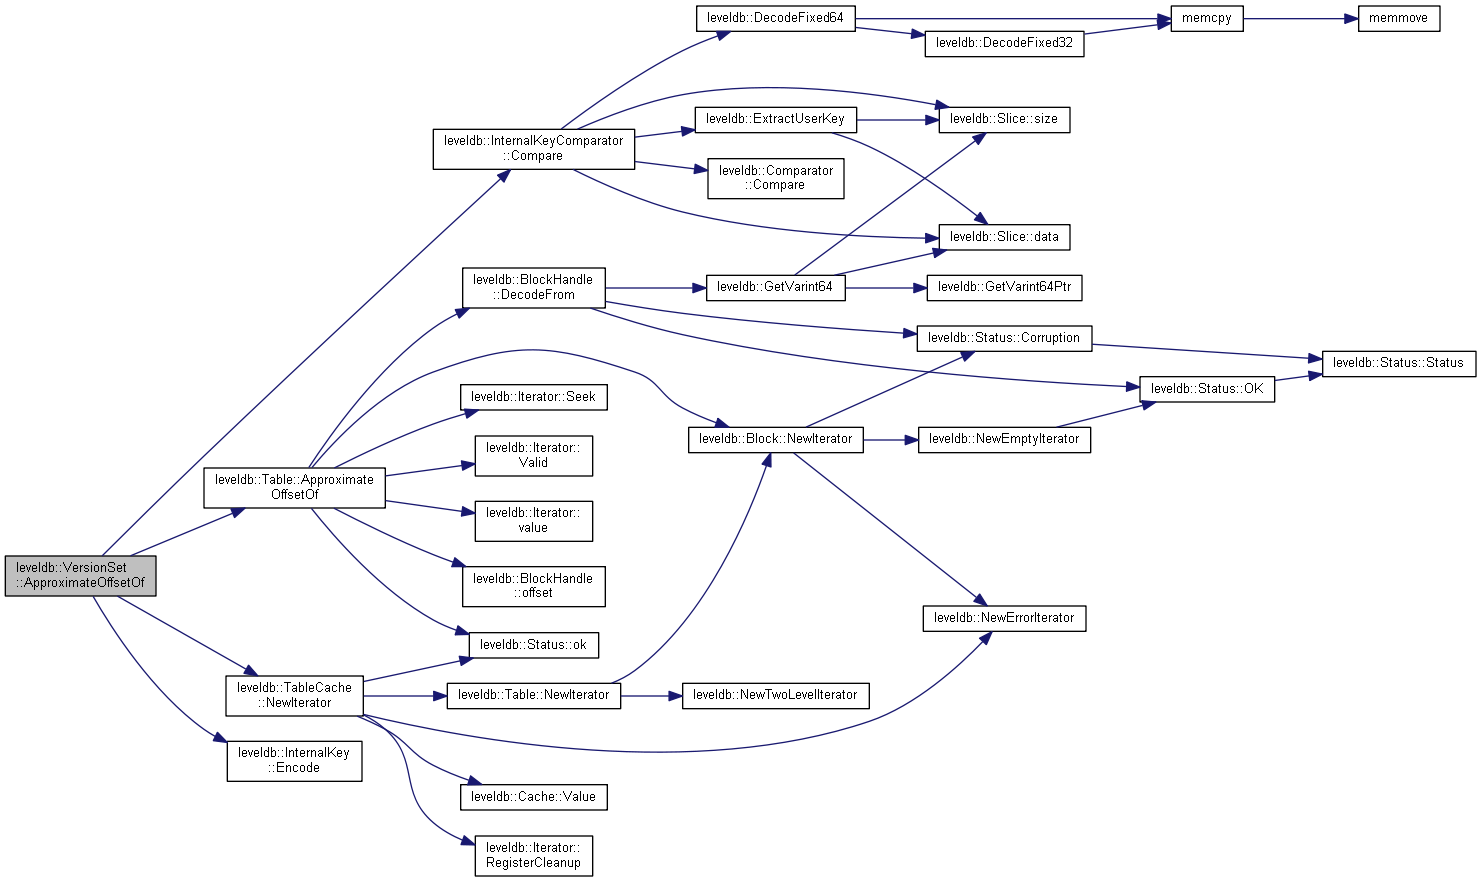 leveldb::DecodeFixed64
memcpy
memmove
leveldb::DecodeFixed32
leveldb::Slice::size
leveldb::ExtractUserKey
leveldb::InternalKeyComparator
::Compare
leveldb::Comparator
::Compare
leveldb::Slice::data
leveldb::BlockHandle
::DecodeFrom
leveldb::GetVarint64
leveldb::GetVarint64Ptr
leveldb::Status::Corruption
leveldb::Status::Status
leveldb::Status::OK
leveldb::Iterator::Seek
leveldb::Block::NewIterator
leveldb::NewEmptyIterator
leveldb::Iterator::
Valid
leveldb::Table::Approximate
OffsetOf
leveldb::Iterator::
value
leveldb::VersionSet
::ApproximateOffsetOf
leveldb::BlockHandle
::offset
leveldb::NewErrorIterator
leveldb::Status::ok
leveldb::TableCache
::NewIterator
leveldb::Table::NewIterator
leveldb::NewTwoLevelIterator
leveldb::InternalKey
::Encode
leveldb::Cache::Value
leveldb::Iterator::
RegisterCleanup